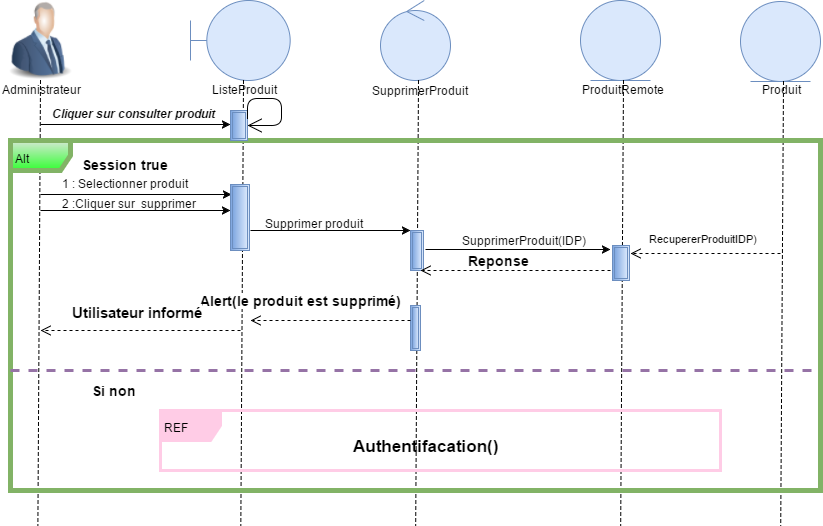 Administrateur
ListeProduit
SupprimerProduit
ProduitRemote
Produit
Cliquer sur consulter produit
Alt
Session true
1 : Selectionner produit
2 :Cliquer sur supprimer
Supprimer produit
SupprimerProduit(IDP)
RecupererProduitIDP)
Reponse
Alert(le produit est supprimé)
Utilisateur informé
Si non
REF
Authentifacation()